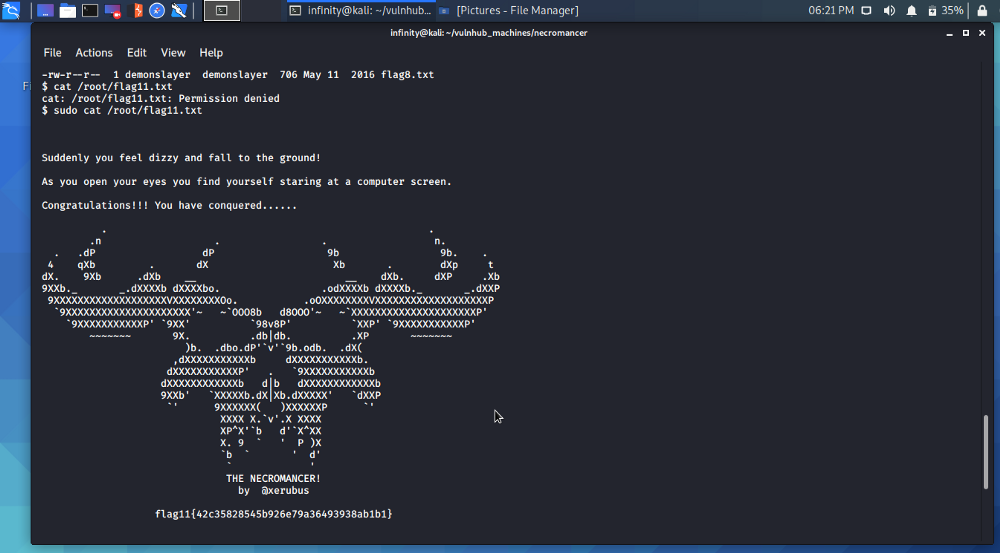 infinity@kali: ~/vulnhub...
[Pictures - File Manager]
06:21 PM
35%
infinity@kali: ~/vulnhub_machines/necromancer
File Actions Edit View Help
-rw-r--r--  1 demonslayer  demonslayer  706 May 11  2016 flag8.txt
$ cat /root/flag11.txt
cat: /root/flag11.txt: Permission denied
$ sudo cat /root/flag11.txt
Suddenly you feel dizzy and fall to the ground!
As you open your eyes you find yourself staring at a computer screen.
Congratulations!!! You have conquered......
THE NECROMANCER!
by  @xerubus
flag11{42c35828545b926e79a36493938ab1b1}